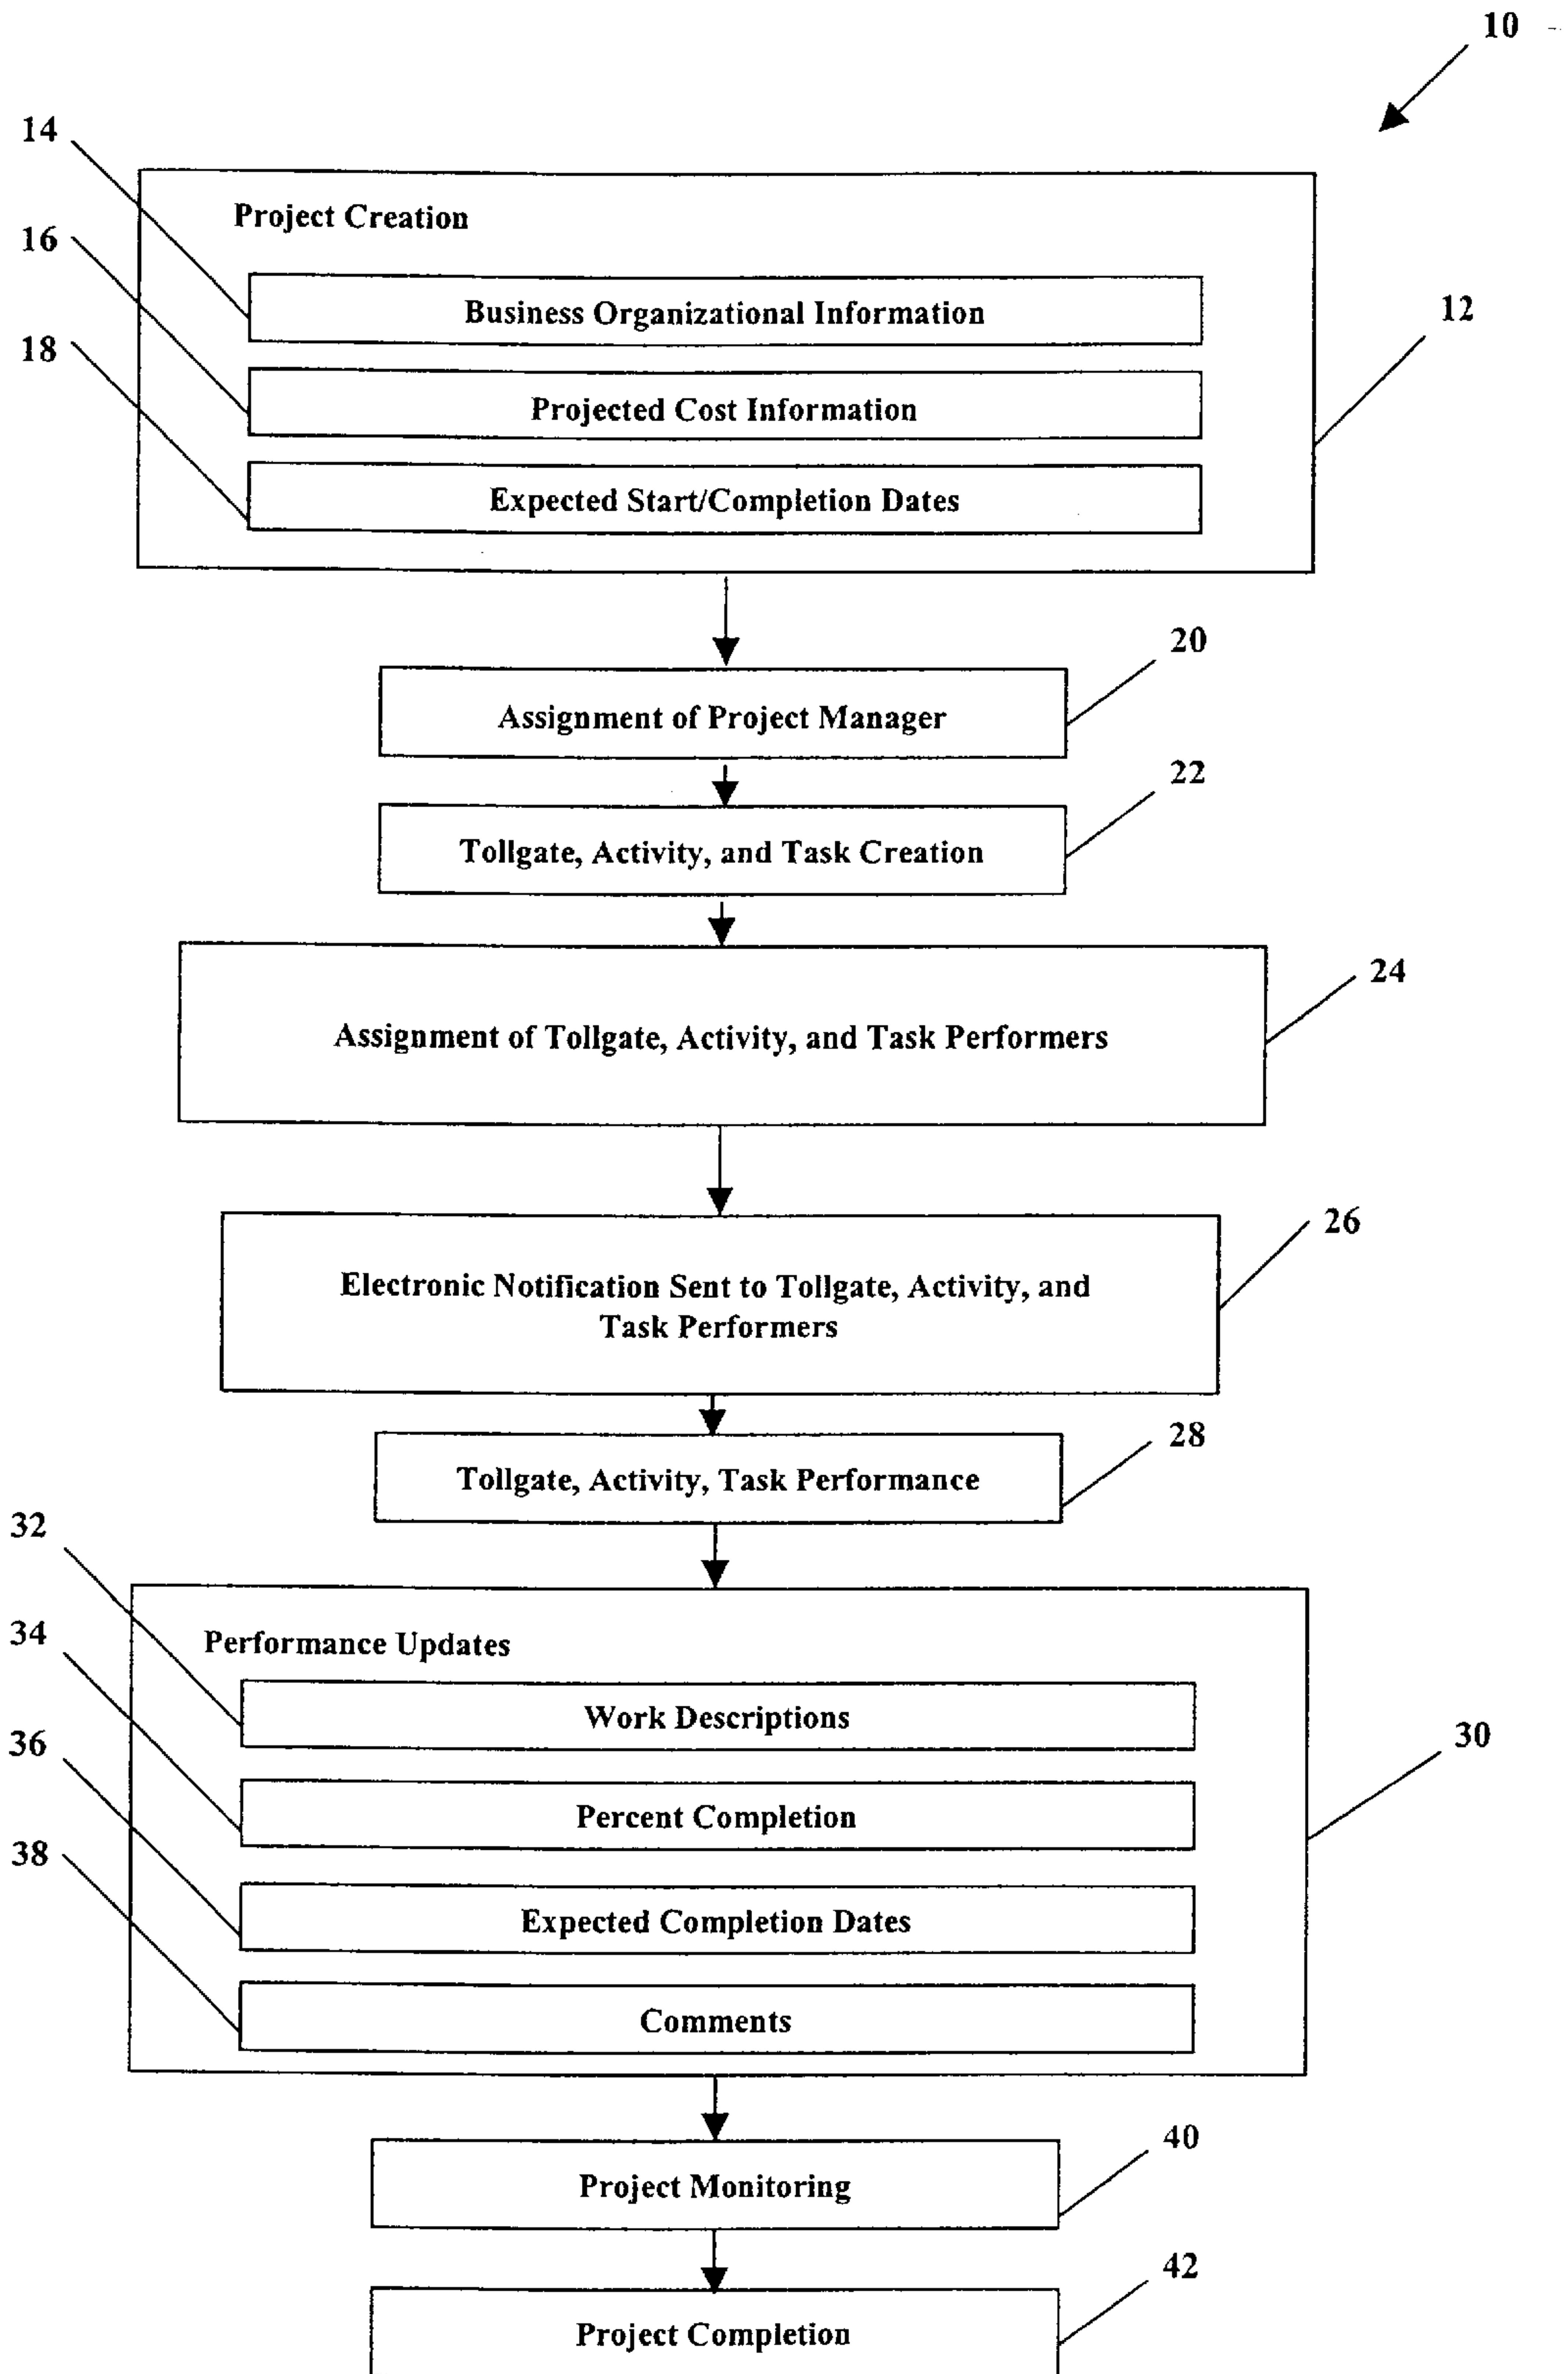 10
14
Project Creation
16
Business Organizational Information
12
18
Projected Cost Information
Expected Start/Completion Dates
20
Assignment of Project Manager
22
Tollgate, Activity, and Task Creation
24
Assignment of Tollgate, Activity, and Task Performers
26
Electronic Notification Sent to Tollgate, Activity, and
Task Performers
28
Tollgate, Activity, Task Performance
32
Performance Updates
34
Work Descriptions
30
36
Percent Completion
38
Expected Completion Dates
Comments
40
Project Monitoring
42
Project Completion